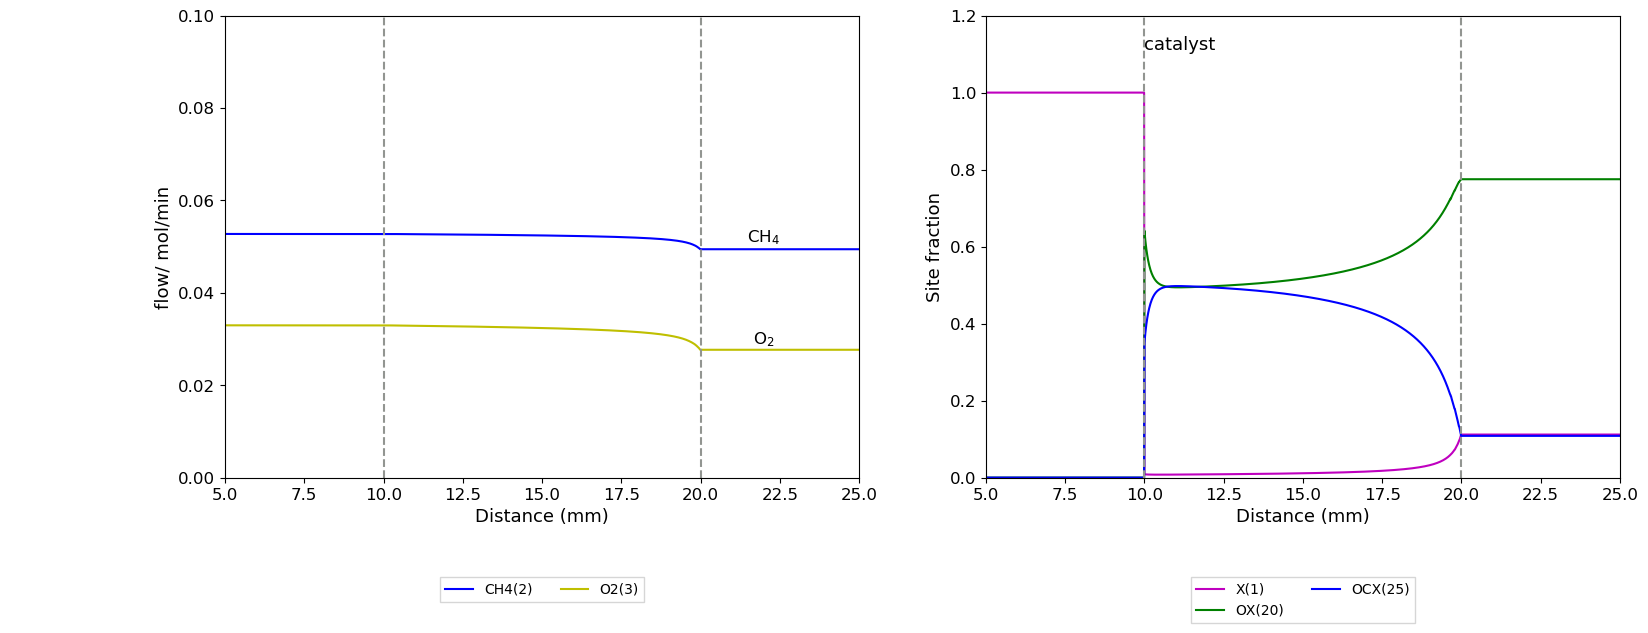 0.10
0.08
0.06
0.04
0.02
0.00
flow/ mol/min
CH4
O2
5.0 7.5 10.0 12.5 15.0 17.5 20.0 22.5 25.0
Distance (mm)
CH4(2) O2(3)
1.2
1.0
0.8
0.6
0.4
0.2
0.0
Site fraction
catalyst
5.0 7.5 10.0 12.5 15.0 17.5 20.0 22.5 25.0
Distance (mm)
X(1) OCX(25)
OX(20)